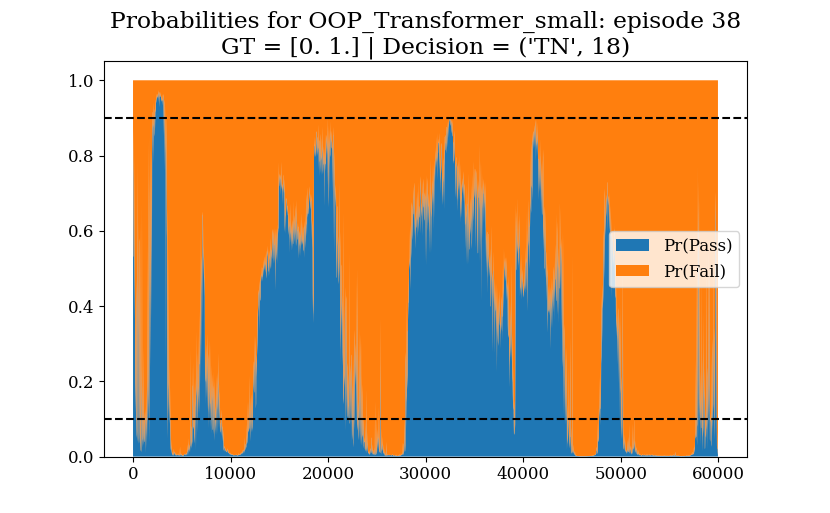 Probabilities for OOP_Transformer_small: episode 38
GT = [0. 1.] | Decision = ('TN', 18)
1.0
0.8
0.6
0.4
0.2
0.0
Pr(Pass)
Pr(Fail)
0 10000 20000 30000 40000 50000 60000